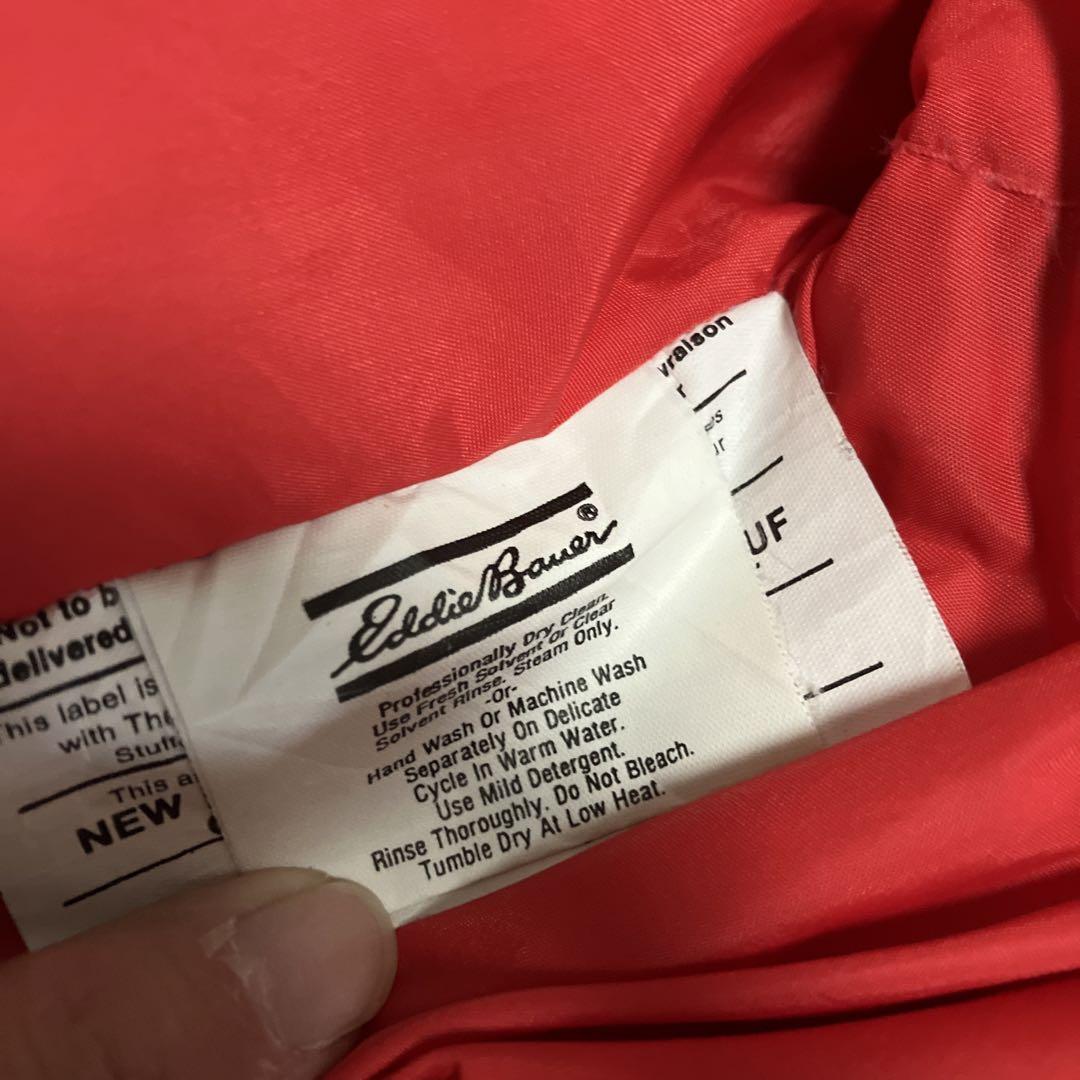 Eddie Bauer®
Professionally Dry Clean.
Use Fresh Solvent or Clear
Solvent Rinse. Steam Only.
-Or-
Hand Wash Or Machine Wash
Separately On Delicate
Cycle In Warm Water.
Use Mild Detergent.
Rinse Thoroughly. Do Not Bleach.
Tumble Dry At Low Heat.
Not to b
delivered
This label is
with The
Stuff
This a
NEW
vraison
r
as
ur
UF